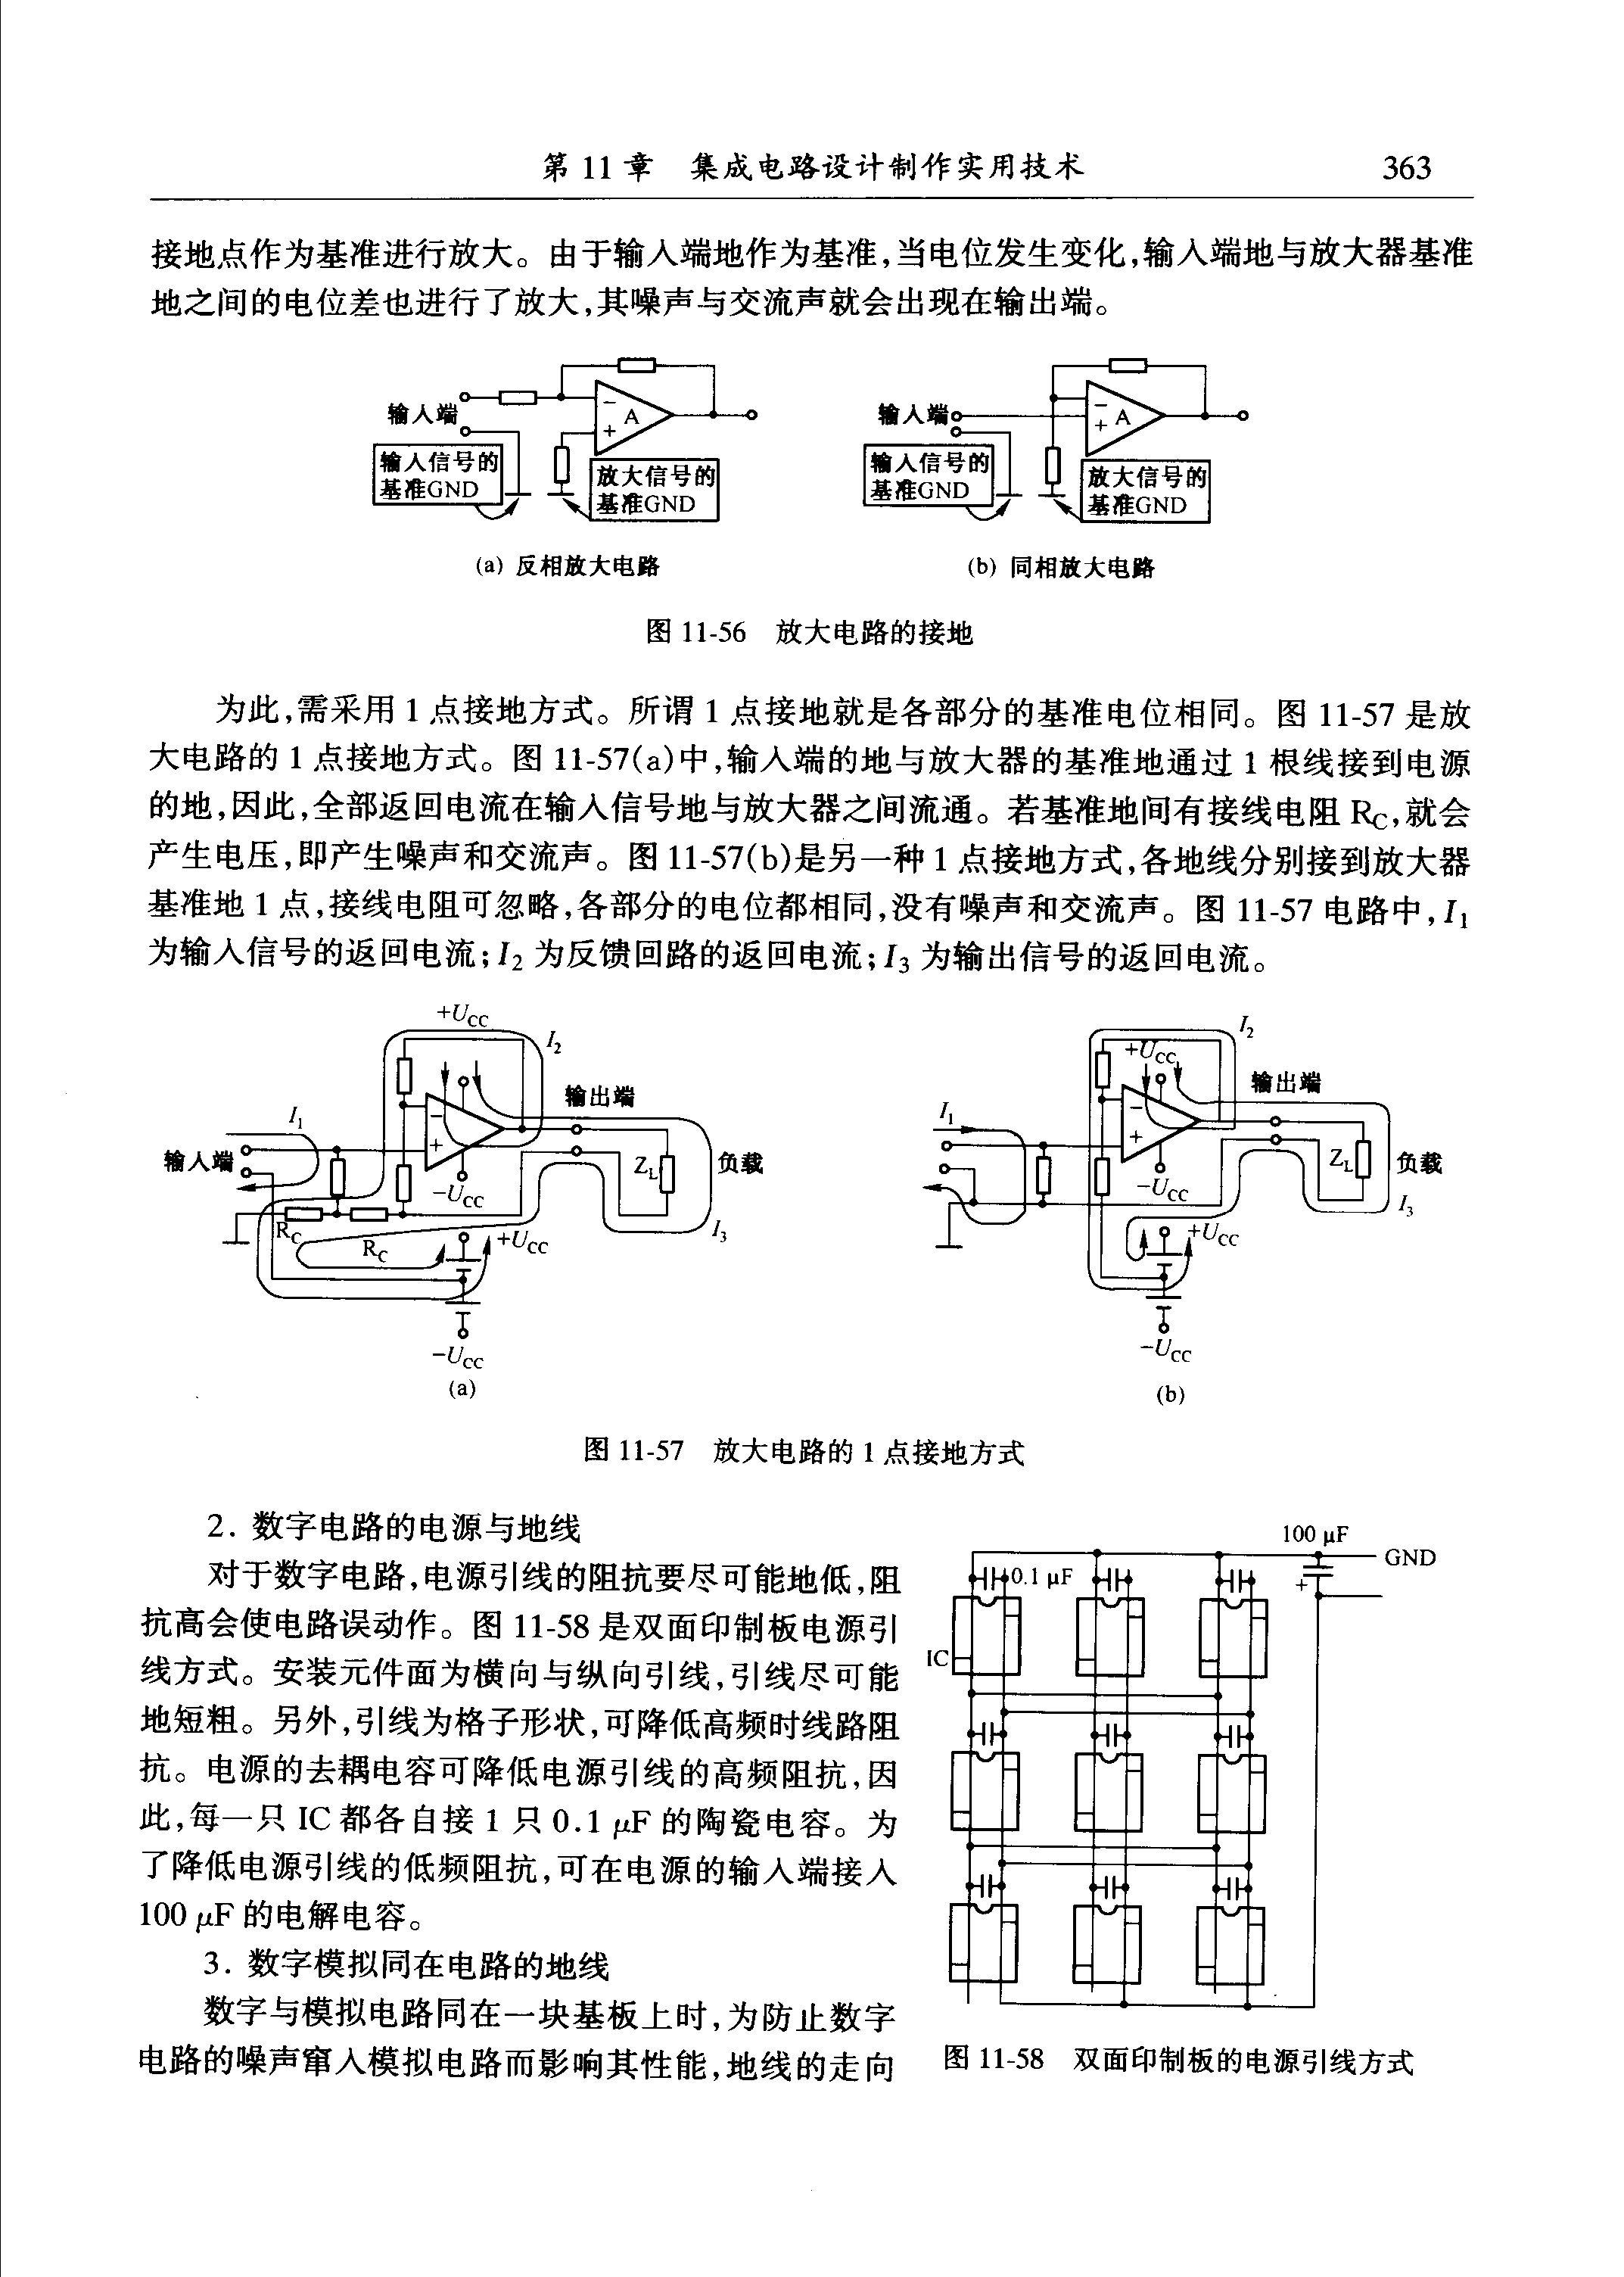 第 11 章 集成电路设计制作实用技术 363
接地点作为基准进行放大。由于输入端地作为基准,当电位发生变化,输入端地与放大器基准
地之间的电位差也进行了放大,其噪声与交流声就会出现在输出端。
输入端
输入信号的
基准GND
− A +
放大信号的
基准GND
(a) 反相放大电路
输入端
输入信号的
基准GND
− A +
放大信号的
基准GND
(b) 同相放大电路
图 11-56 放大电路的接地
为此,需采用 1 点接地方式。所谓 1 点接地就是各部分的基准电位相同。图 11-57 是放
大电路的 1 点接地方式。图 11-57(a)中,输入端的地与放大器的基准地通过 1 根线接到电源
的地,因此,全部返回电流在输入信号地与放大器之间流通。若基准地间有接线电阻 RC,就会
产生电压,即产生噪声和交流声。图 11-57(b)是另一种 1 点接地方式,各地线分别接到放大器
基准地 1 点,接线电阻可忽略,各部分的电位都相同,没有噪声和交流声。图 11-57 电路中,I1
为输入信号的返回电流;I2 为反馈回路的返回电流;I3 为输出信号的返回电流。
+UCC
I2
输出端
I1
输入端
− +
ZL
负载
−UCC
RC
RC
+UCC
I3
−UCC
(a)
I2
+UCC
输出端
I1
− +
ZL
负载
−UCC
I3
+UCC
−UCC
(b)
图 11-57 放大电路的 1 点接地方式
2. 数字电路的电源与地线
对于数字电路,电源引线的阻抗要尽可能地低,阻
抗高会使电路误动作。图 11-58 是双面印制板电源引
线方式。安装元件面为横向与纵向引线,引线尽可能
地短粗。另外,引线为格子形状,可降低高频时线路阻
抗。电源的去耦电容可降低电源引线的高频阻抗,因
此,每一只 IC 都各自接 1 只 0.1 μF 的陶瓷电容。为
了降低电源引线的低频阻抗,可在电源的输入端接入
100 μF 的电解电容。
3. 数字模拟同在电路的地线
数字与模拟电路同在一块基板上时,为防止数字
电路的噪声窜入模拟电路而影响其性能,地线的走向
100 μF
GND
0.1 μF
+
IC
图 11-58 双面印制板的电源引线方式